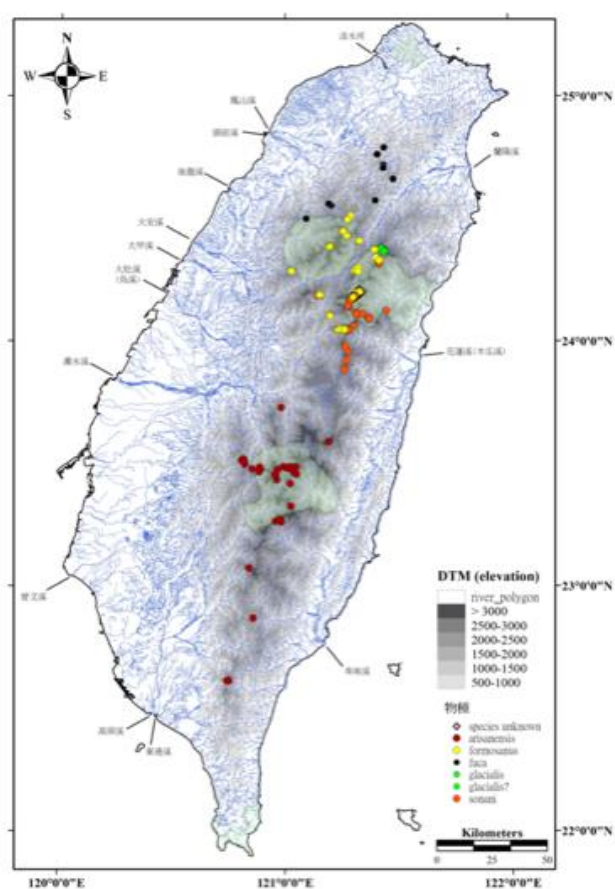 N
W E
S
淡水河
25°0'0"N
鳳山溪
頭前溪
蘭陽溪
後龍溪
大安溪
大甲溪
大肚溪
(烏溪)
24°0'0"N
花蓮溪(木瓜溪)
濁水溪
23°0'0"N
曾文溪
卑南溪
高屏溪
東港溪
DTM (elevation)
river_polygon
> 3000
2500-3000
2000-2500
1500-2000
1000-1500
500-1000
物種
species unknown
arisanensis
formosanus
fuca
glacialis
glacialis?
sonani
22°0'0"N
Kilometers
0 25 50
120°0'0"E 121°0'0"E 122°0'0"E